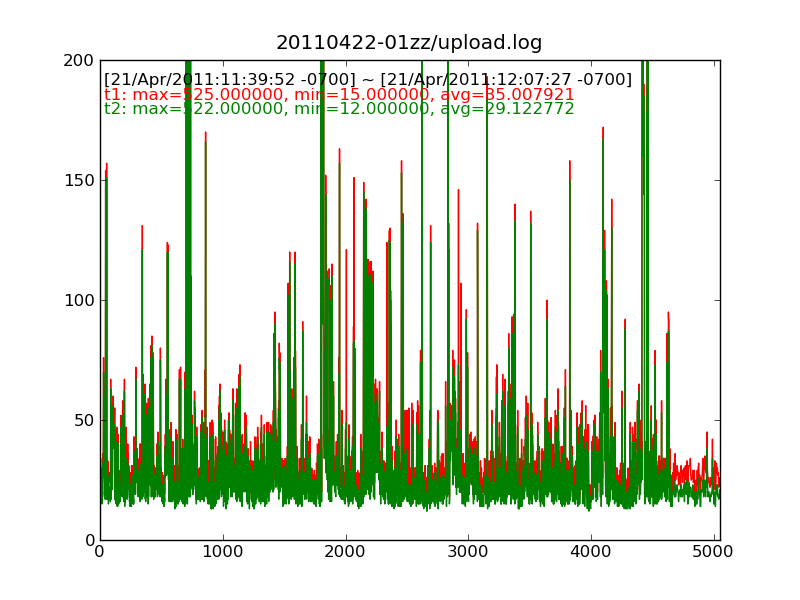 20110422-01zz/upload.log
200
[21/Apr/2011:11:39:52 -0700] ~ [21/Apr/2011:12:07:27 -0700]
t1: max=525.000000, min=15.000000, avg=35.007921
t2: max=522.000000, min=12.000000, avg=29.122772
150
100
50
0
0 1000 2000 3000 4000 5000